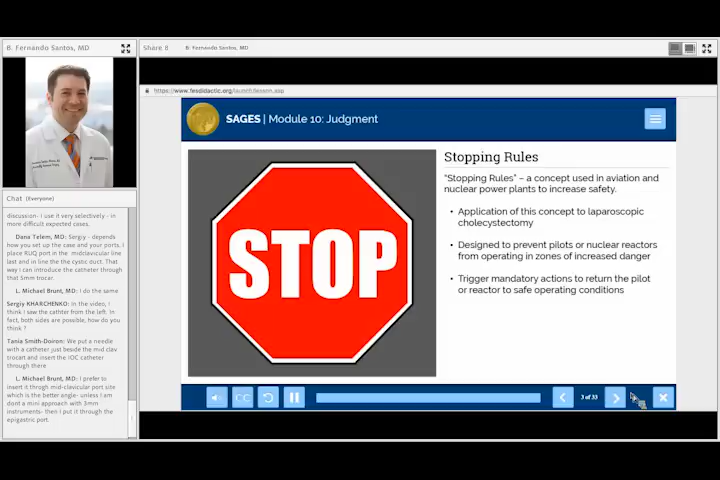 B. Fernando Santos, MD
Share 8
B. Fernando Santos, MD
https://www.fesdidactic.org/launch/lesson.asp
SAGES | Module 10: Judgment
STOP
Stopping Rules
"Stopping Rules" – a concept used in aviation and
nuclear power plants to increase safety.
• Application of this concept to laparoscopic
cholecystectomy
• Designed to prevent pilots or nuclear reactors
from operating in zones of increased danger
• Trigger mandatory actions to return the pilot
or reactor to safe operating conditions
CC
3 of 33
Chat (Everyone)
discussion- I use it very selectively - in
more difficult expected cases.
Dana Telem, MD: Sergiy - depends
how you set up the case and your ports. I
place RUQ port in the midclavicular line
last and in line the the cystic duct. That
way I can introduce the catheter through
that 5mm trocar.
L. Michael Brunt, MD: I do the same
Sergiy KHARCHENKO: In the video, I
think I saw the cathter from the left. In
fact, both sides are possible, how do you
think ?
Tania Smith-Doiron: We put a needle
with a catheter just beside the mid clav
trocart and insert the IOC catheter
through there
L. Michael Brunt, MD: I prefer to
insert it through mid-clavicular port site
which is the better angle- unless I am
doint a mini approach with 3mm
instruments- then I put it through the
epigastric port.